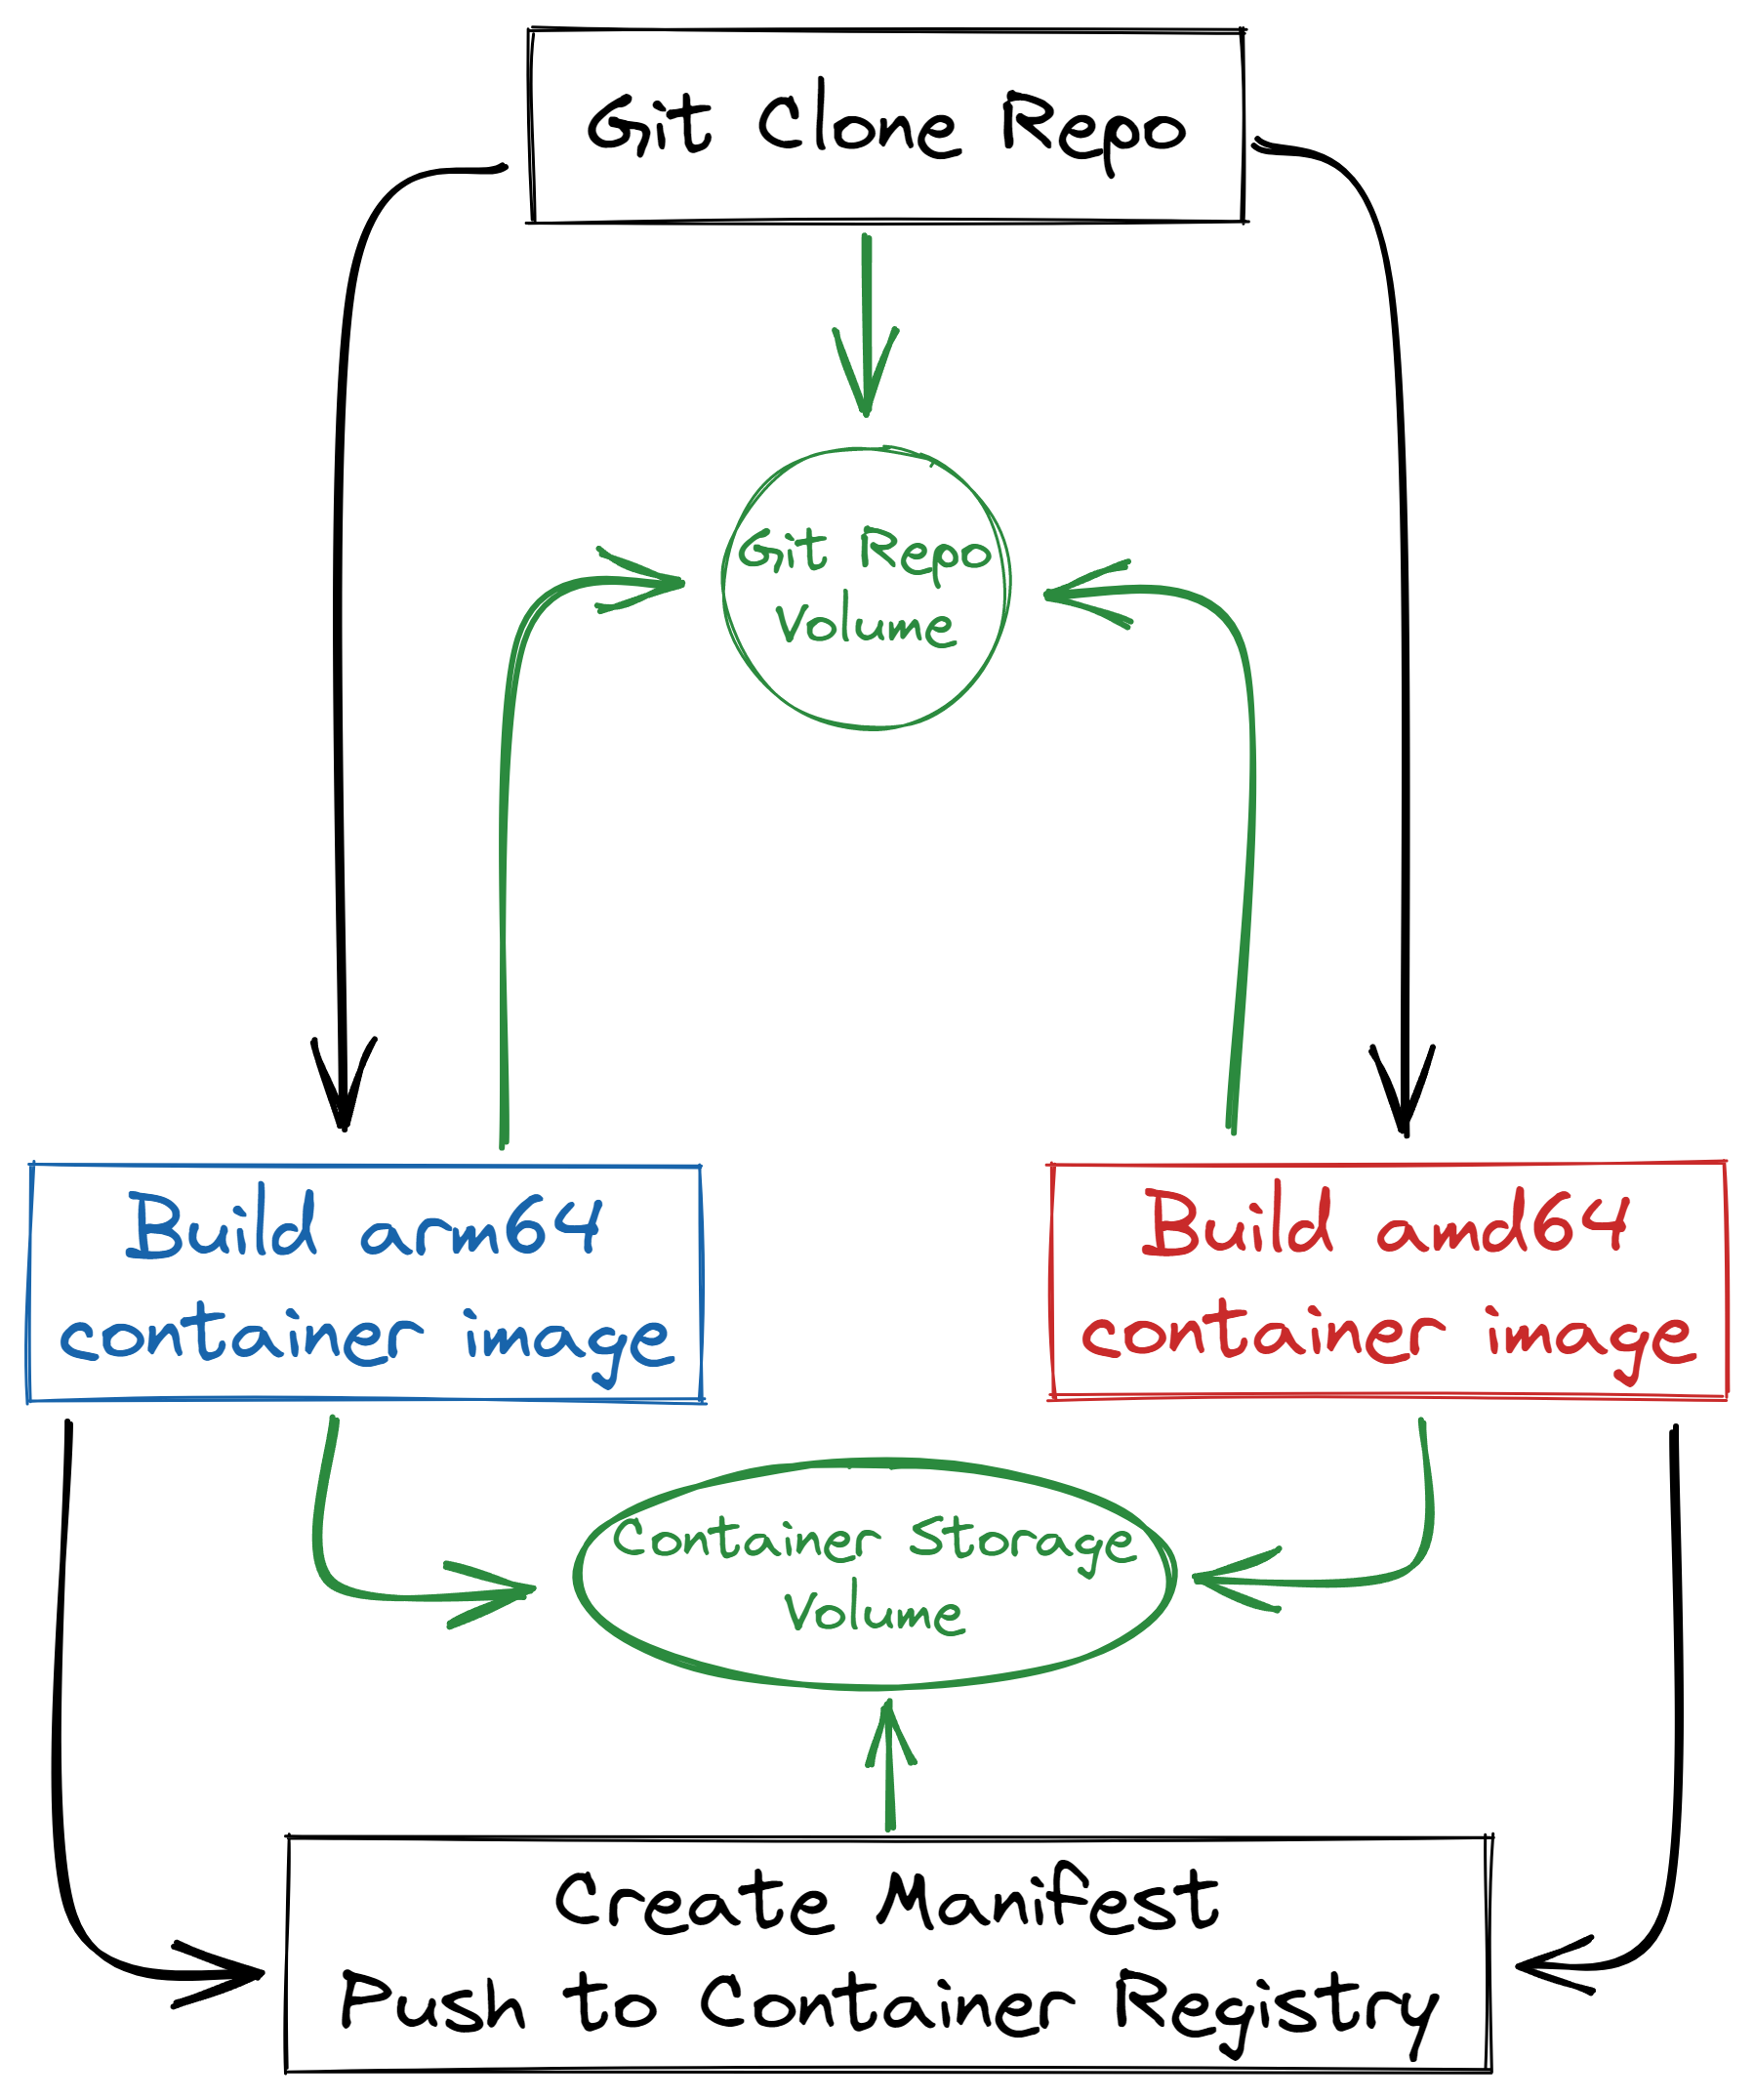 Git Clone Repo
Git Repo
Volume
Build arm64
container image
Build amd64
container image
Container Storage
Volume
Create Manifest
Push to Container Registry